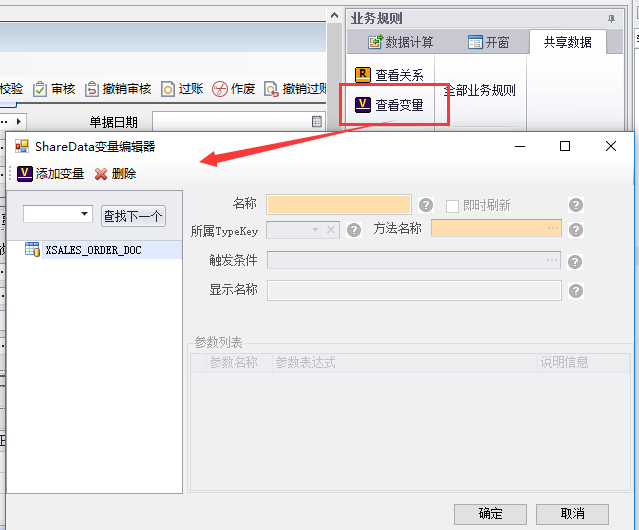 业务规则
数据计算 开窗 共享数据
校验 审核 撤销审核 过账 作废 撤销过账
R 查看关系
V 查看变量
全部业务规则
单据日期
ShareData变量编辑器
V 添加变量 删除
查找下一个
XSALES_ORDER_DOC
名称 ? 即时刷新 ?
所属TypeKey ? 方法名称 ... ?
触发条件 ... ?
显示名称 ?
参数列表
参数名称 参数表达式 说明信息
确定 取消